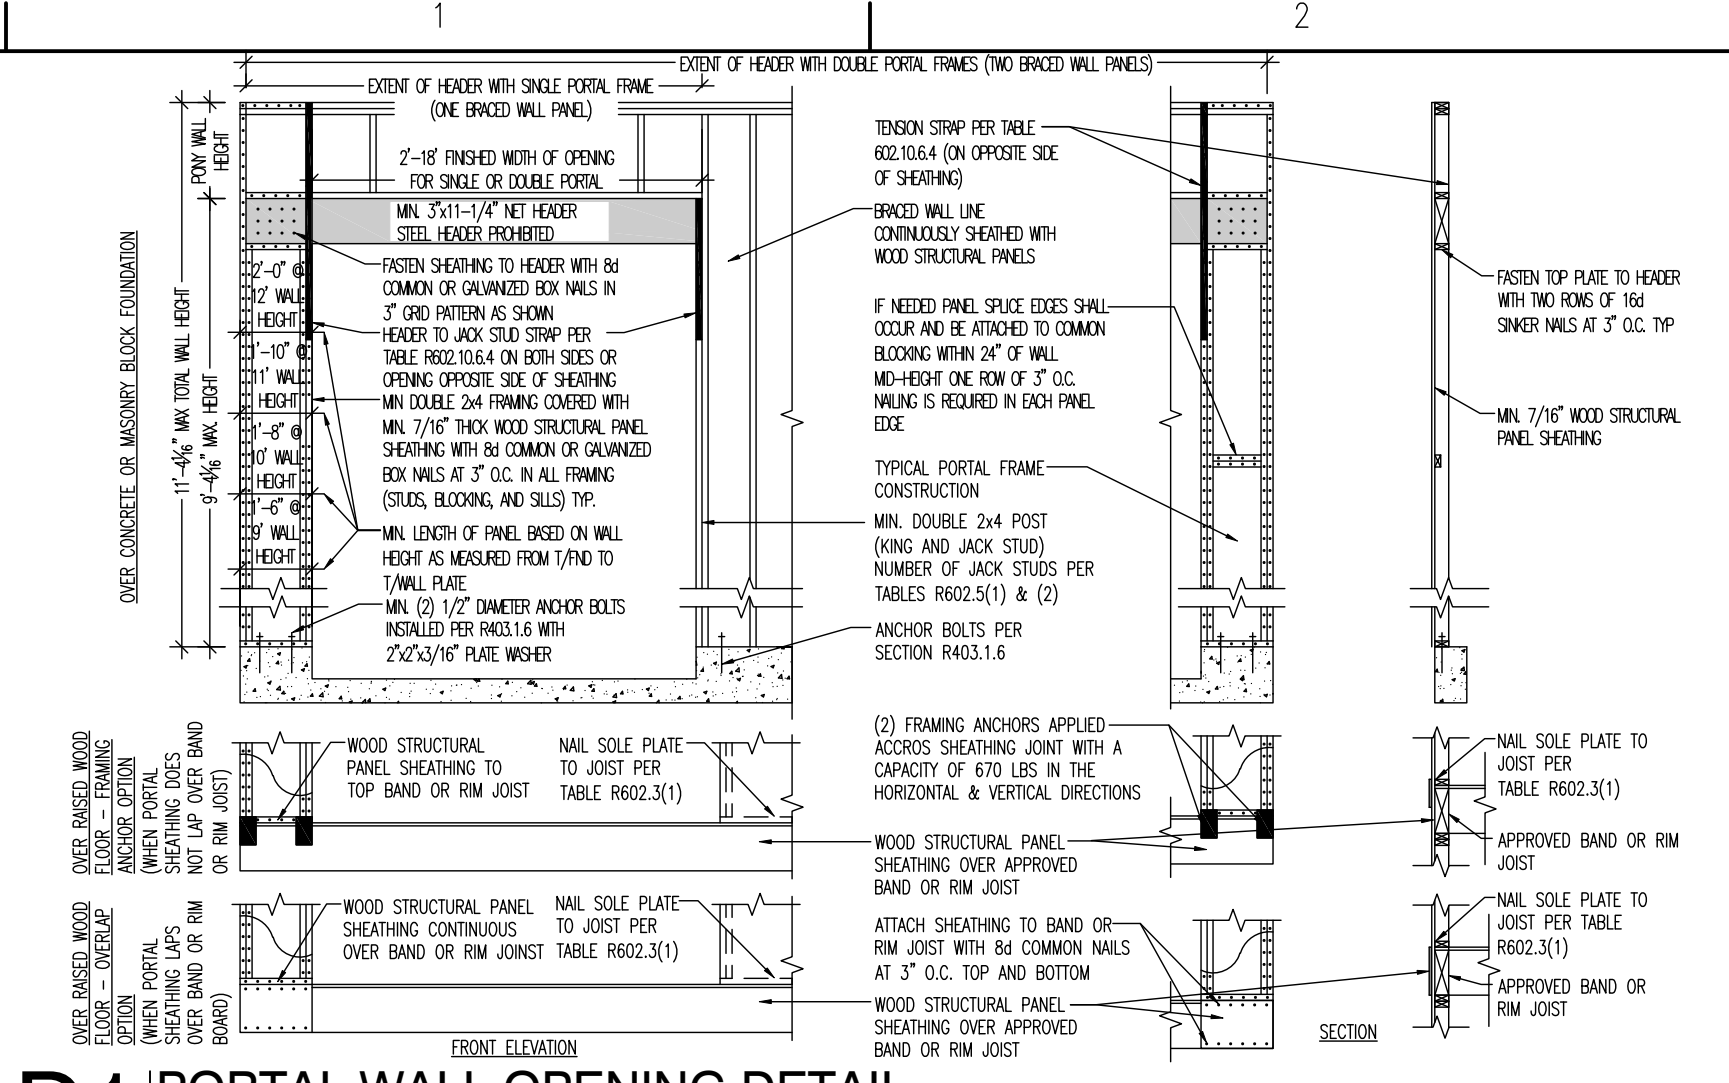 1
2
EXTENT OF HEADER WITH DOUBLE PORTAL FRAMES (TWO BRACED WALL PANELS)
EXTENT OF HEADER WITH SINGLE PORTAL FRAME
(ONE BRACED WALL PANEL)
PONY WALL
HEIGHT
2'-18' FINISHED WIDTH OF OPENING
FOR SINGLE OR DOUBLE PORTAL
MIN. 3"x11-1/4" NET HEADER
STEEL HEADER PROHIBITED
FASTEN SHEATHING TO HEADER WITH 8d
COMMON OR GALVANIZED BOX NAILS IN
3" GRID PATTERN AS SHOWN
HEADER TO JACK STUD STRAP PER
TABLE R602.10.6.4 ON BOTH SIDES OR
OPENING OPPOSITE SIDE OF SHEATHING
MIN DOUBLE 2x4 FRAMING COVERED WITH
MIN. 7/16" THICK WOOD STRUCTURAL PANEL
SHEATHING WITH 8d COMMON OR GALVANIZED
BOX NAILS AT 3" O.C. IN ALL FRAMING
(STUDS, BLOCKING, AND SILLS) TYP.
MIN. LENGTH OF PANEL BASED ON WALL
HEIGHT AS MEASURED FROM T/FND TO
T/WALL PLATE
MIN. (2) 1/2" DIAMETER ANCHOR BOLTS
INSTALLED PER R403.1.6 WITH
2"x2"x3/16" PLATE WASHER
2'-0" @
12' WALL
HEIGHT
1'-10" @
11' WALL
HEIGHT
1'-8" @
10' WALL
HEIGHT
1'-6" @
9' WALL
HEIGHT
OVER CONCRETE OR MASONRY BLOCK FOUNDATION
11'-4 1/16" MAX TOTAL WALL HEIGHT
9'-4 1/16" MAX. HEIGHT
TENSION STRAP PER TABLE
602.10.6.4 (ON OPPOSITE SIDE
OF SHEATHING)
BRACED WALL LINE
CONTINUOUSLY SHEATHED WITH
WOOD STRUCTURAL PANELS
IF NEEDED PANEL SPLICE EDGES SHALL
OCCUR AND BE ATTACHED TO COMMON
BLOCKING WITHIN 24" OF WALL
MID-HEIGHT ONE ROW OF 3" O.C.
NAILING IS REQUIRED IN EACH PANEL
EDGE
TYPICAL PORTAL FRAME
CONSTRUCTION
MIN. DOUBLE 2x4 POST
(KING AND JACK STUD)
NUMBER OF JACK STUDS PER
TABLES R602.5(1) & (2)
ANCHOR BOLTS PER
SECTION R403.1.6
FASTEN TOP PLATE TO HEADER
WITH TWO ROWS OF 16d
SINKER NAILS AT 3" O.C. TYP
MIN. 7/16" WOOD STRUCTURAL
PANEL SHEATHING
OVER RAISED WOOD
FLOOR - FRAMING
ANCHOR OPTION
(WHEN PORTAL
SHEATHING DOES
NOT LAP OVER BAND
OR RIM JOIST)
WOOD STRUCTURAL
PANEL SHEATHING TO
TOP BAND OR RIM JOIST
NAIL SOLE PLATE
TO JOIST PER
TABLE R602.3(1)
(2) FRAMING ANCHORS APPLIED
ACCROS SHEATHING JOINT WITH A
CAPACITY OF 670 LBS IN THE
HORIZONTAL & VERTICAL DIRECTIONS
WOOD STRUCTURAL PANEL
SHEATHING OVER APPROVED
BAND OR RIM JOIST
NAIL SOLE PLATE TO
JOIST PER
TABLE R602.3(1)
APPROVED BAND OR RIM
JOIST
OVER RAISED WOOD
FLOOR - OVERLAP
OPTION
(WHEN PORTAL
SHEATHING LAPS
OVER BAND OR RIM
BOARD)
WOOD STRUCTURAL PANEL
SHEATHING CONTINUOUS
OVER BAND OR RIM JOINST
NAIL SOLE PLATE
TO JOIST PER
TABLE R602.3(1)
ATTACH SHEATHING TO BAND OR
RIM JOIST WITH 8d COMMON NAILS
AT 3" O.C. TOP AND BOTTOM
WOOD STRUCTURAL PANEL
SHEATHING OVER APPROVED
BAND OR RIM JOIST
NAIL SOLE PLATE TO
JOIST PER TABLE
R602.3(1)
APPROVED BAND OR
RIM JOIST
FRONT ELEVATION
SECTION
PORTAL WALL OPENING DETAIL